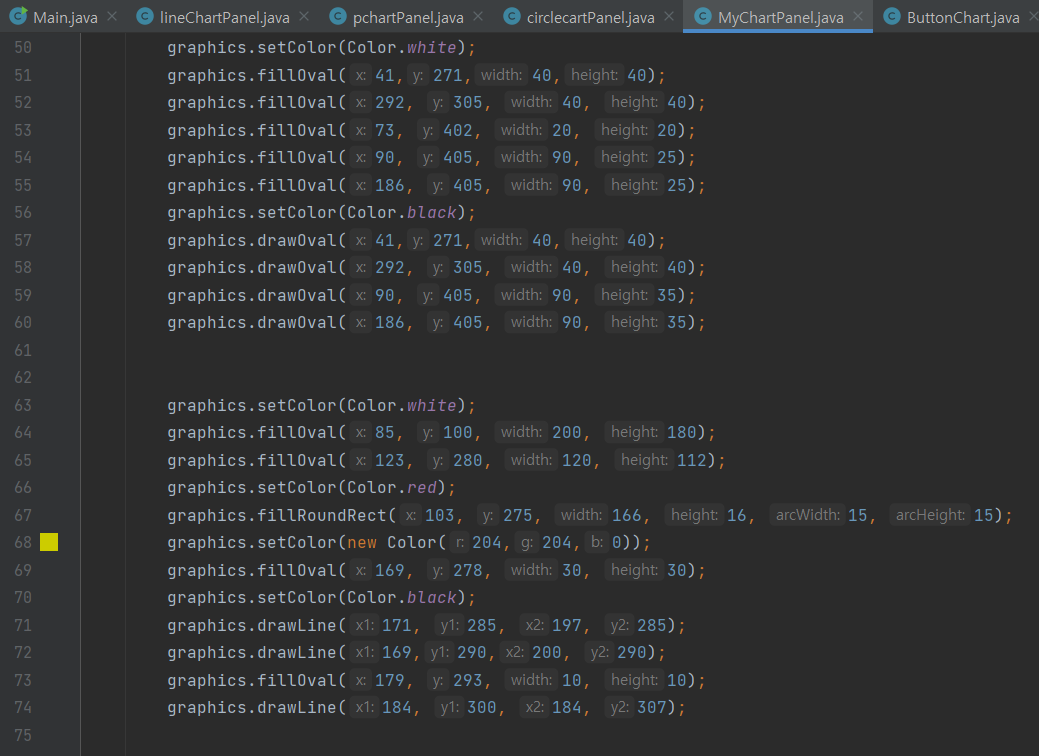 Main.java lineChartPanel.java pchartPanel.java circlecartPanel.java MyChartPanel.java ButtonChart.java
50 graphics.setColor(Color.white);
51 graphics.fillOval( x: 41, y: 271, width: 40, height: 40);
52 graphics.fillOval( x: 292, y: 305, width: 40, height: 40);
53 graphics.fillOval( x: 73, y: 402, width: 20, height: 20);
54 graphics.fillOval( x: 90, y: 405, width: 90, height: 25);
55 graphics.fillOval( x: 186, y: 405, width: 90, height: 25);
56 graphics.setColor(Color.black);
57 graphics.drawOval( x: 41, y: 271, width: 40, height: 40);
58 graphics.drawOval( x: 292, y: 305, width: 40, height: 40);
59 graphics.drawOval( x: 90, y: 405, width: 90, height: 35);
60 graphics.drawOval( x: 186, y: 405, width: 90, height: 35);
61
62
63 graphics.setColor(Color.white);
64 graphics.fillOval( x: 85, y: 100, width: 200, height: 180);
65 graphics.fillOval( x: 123, y: 280, width: 120, height: 112);
66 graphics.setColor(Color.red);
67 graphics.fillRoundRect( x: 103, y: 275, width: 166, height: 16, arcWidth: 15, arcHeight: 15);
68 graphics.setColor(new Color( r: 204, g: 204, b: 0));
69 graphics.fillOval( x: 169, y: 278, width: 30, height: 30);
70 graphics.setColor(Color.black);
71 graphics.drawLine( x1: 171, y1: 285, x2: 197, y2: 285);
72 graphics.drawLine( x1: 169, y1: 290, x2: 200, y2: 290);
73 graphics.fillOval( x: 179, y: 293, width: 10, height: 10);
74 graphics.drawLine( x1: 184, y1: 300, x2: 184, y2: 307);
75